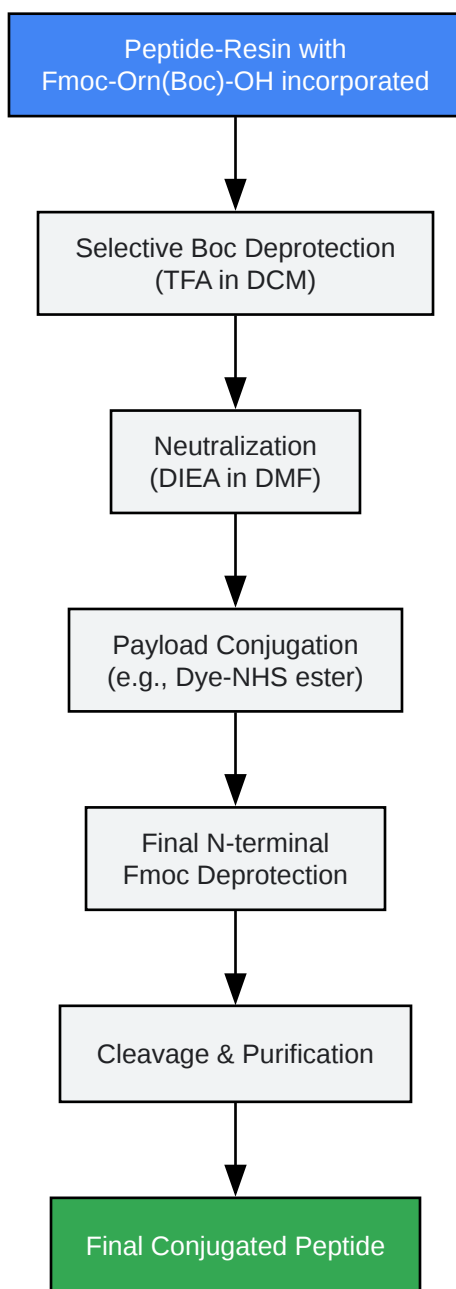 Peptide-Resin with
Fmoc-Orn(Boc)-OH incorporated
Selective Boc Deprotection
(TFA in DCM)
Neutralization
(DIEA in DMF)
Payload Conjugation
(e.g., Dye-NHS ester)
Final N-terminal
Fmoc Deprotection
Cleavage & Purification
Final Conjugated Peptide